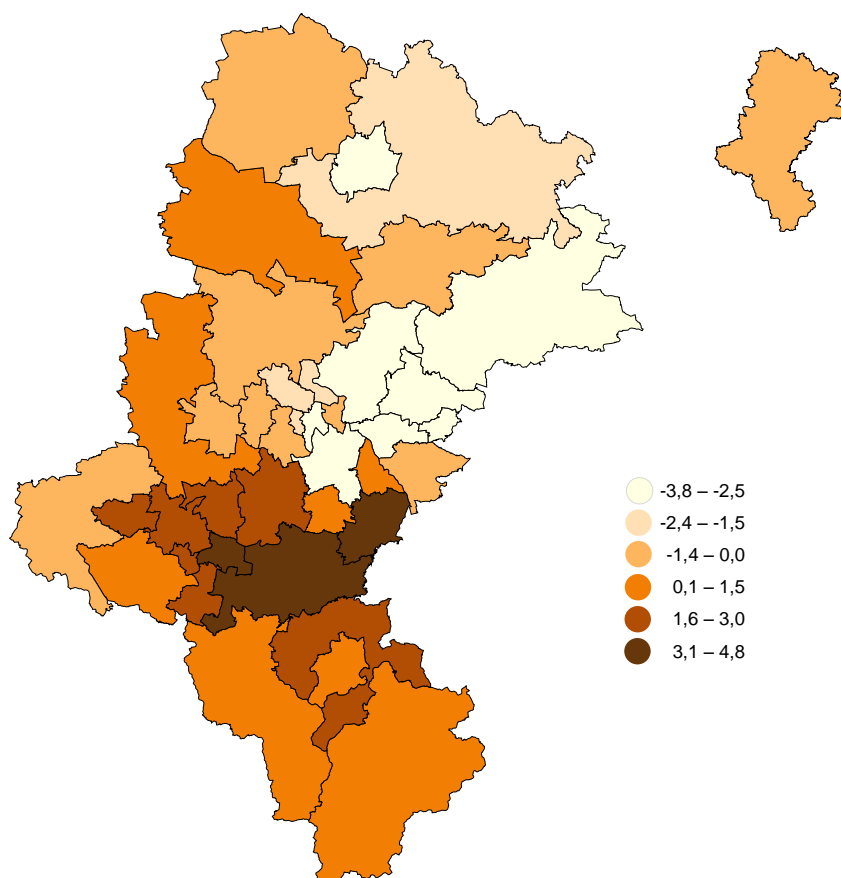 -3,8 – -2,5
-2,4 – -1,5
-1,4 – 0,0
0,1 – 1,5
1,6 – 3,0
3,1 – 4,8